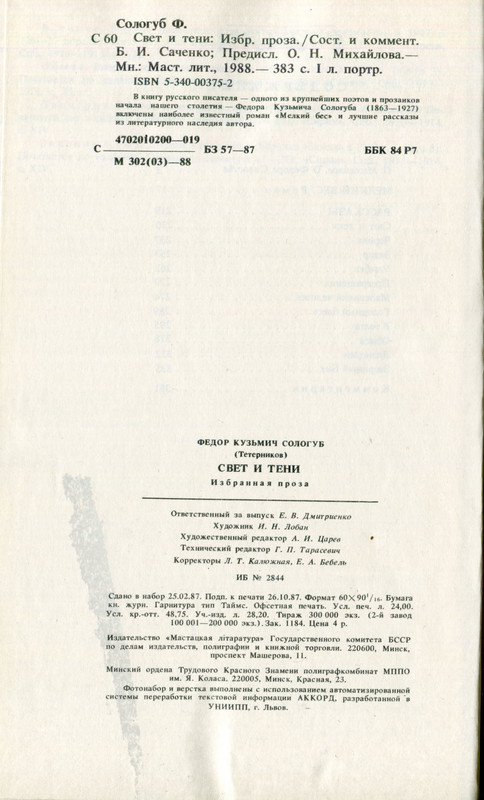 Сологуб Ф.
С 60 Свет и тени: Избр. проза./Сост. и коммент.
Б. И. Саченко; Предисл. О. Н. Михайлова.—
Мн.: Маст. лит., 1988.— 383 с. 1 л. портр.
ISBN 5-340-00375-2
В книгу русского писателя — одного из крупнейших поэтов и прозаиков
начала нашего столетия — Федора Кузьмича Сологуба (1863—1927)
включены наиболее известный роман «Мелкий бес» и лучшие рассказы
из литературного наследия автора.
С 4702010200—019
М 302(03)—88 БЗ 57—87 ББК 84 Р7
ФЕДОР КУЗЬМИЧ СОЛОГУБ
(Тетерников)
СВЕТ И ТЕНИ
Избранная проза
Ответственный за выпуск Е. В. Дмитриенко
Художник И. Н. Лобан
Художественный редактор А. И. Царев
Технический редактор Г. П. Тарасевич
Корректоры Л. Т. Калюжная, Е. А. Бебель
ИБ № 2844
Сдано в набор 25.02.87. Подп. к печати 26.10.87. Формат 60×90¹/₁₆. Бумага
кн. журн. Гарнитура тип Таймс. Офсетная печать. Усл. печ. л. 24,00.
Усл. кр.-отт. 48,75. Уч.-изд. л. 28,20. Тираж 300 000 экз. (2-й завод
100 001—200 000 экз.). Зак. 1184. Цена 4 р.
Издательство «Мастацкая літаратура» Государственного комитета БССР
по делам издательств, полиграфии и книжной торговли. 220600, Минск,
проспект Машерова, 11.
Минский ордена Трудового Красного Знамени полиграфкомбинат МППО
им. Я. Коласа. 220005, Минск, Красная, 23.
Фотонабор и верстка выполнены с использованием автоматизированной
системы переработки текстовой информации АККОРД, разработанной в
УНИИПП, г. Львов.